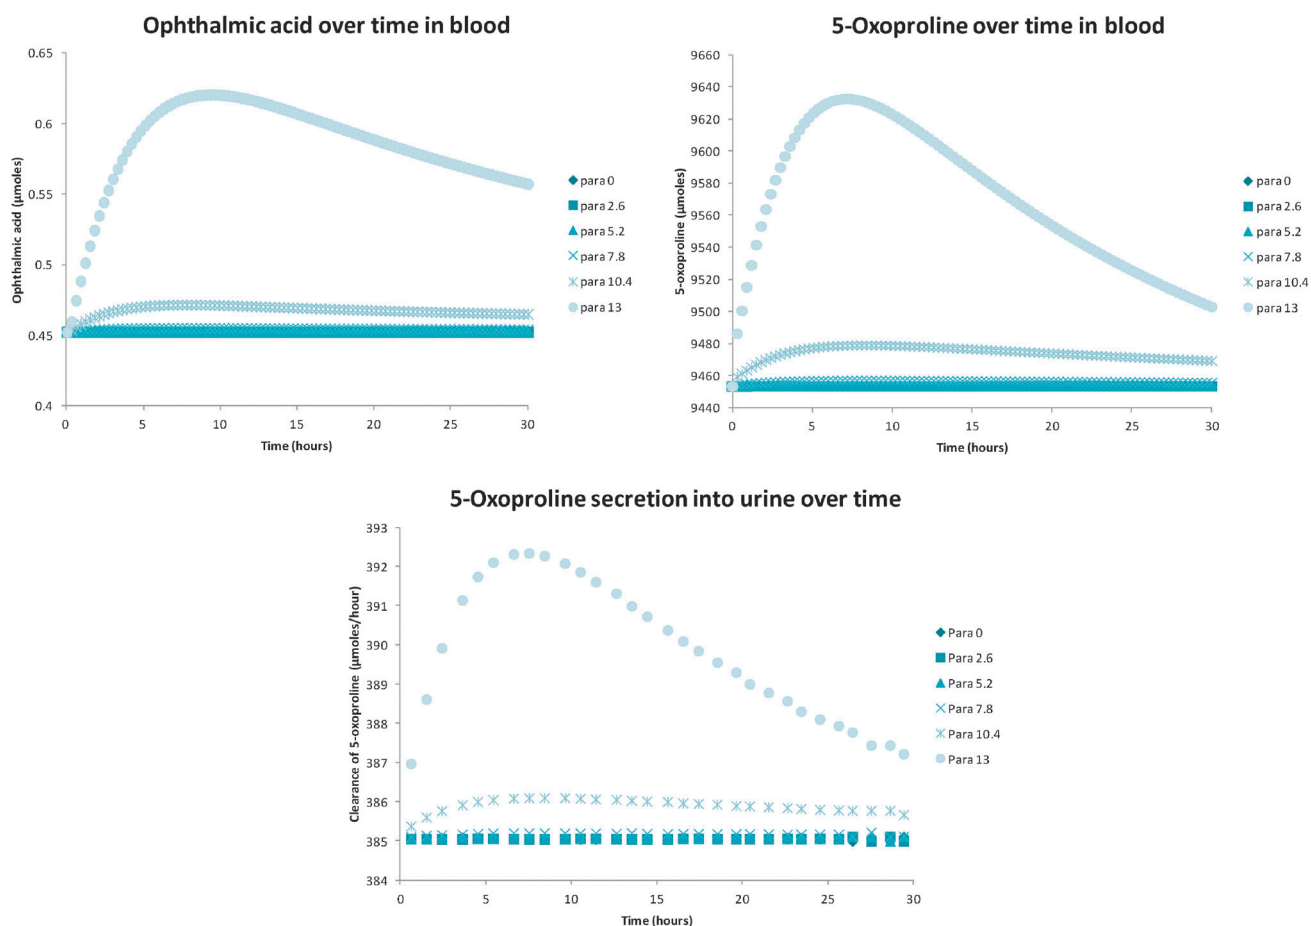 Ophthalmic acid over time in blood
0.65
0.6
0.55
0.5
0.45
0.4
Ophthalmic acid (µmoles)
0 5 10 15 20 25 30
Time (hours)
para 0
para 2.6
para 5.2
para 7.8
para 10.4
para 13
5-Oxoproline over time in blood
9660
9640
9620
9600
9580
9560
9540
9520
9500
9480
9460
9440
5-oxoproline (µmoles)
0 5 10 15 20 25 30
Time (hours)
para 0
para 2.6
para 5.2
para 7.8
para 10.4
para 13
5-Oxoproline secretion into urine over time
393
392
391
390
389
388
387
386
385
384
Clearance of 5-oxoproline (µmoles/hour)
0 5 10 15 20 25 30
Time (hours)
Para 0
Para 2.6
Para 5.2
Para 7.8
Para 10.4
Para 13